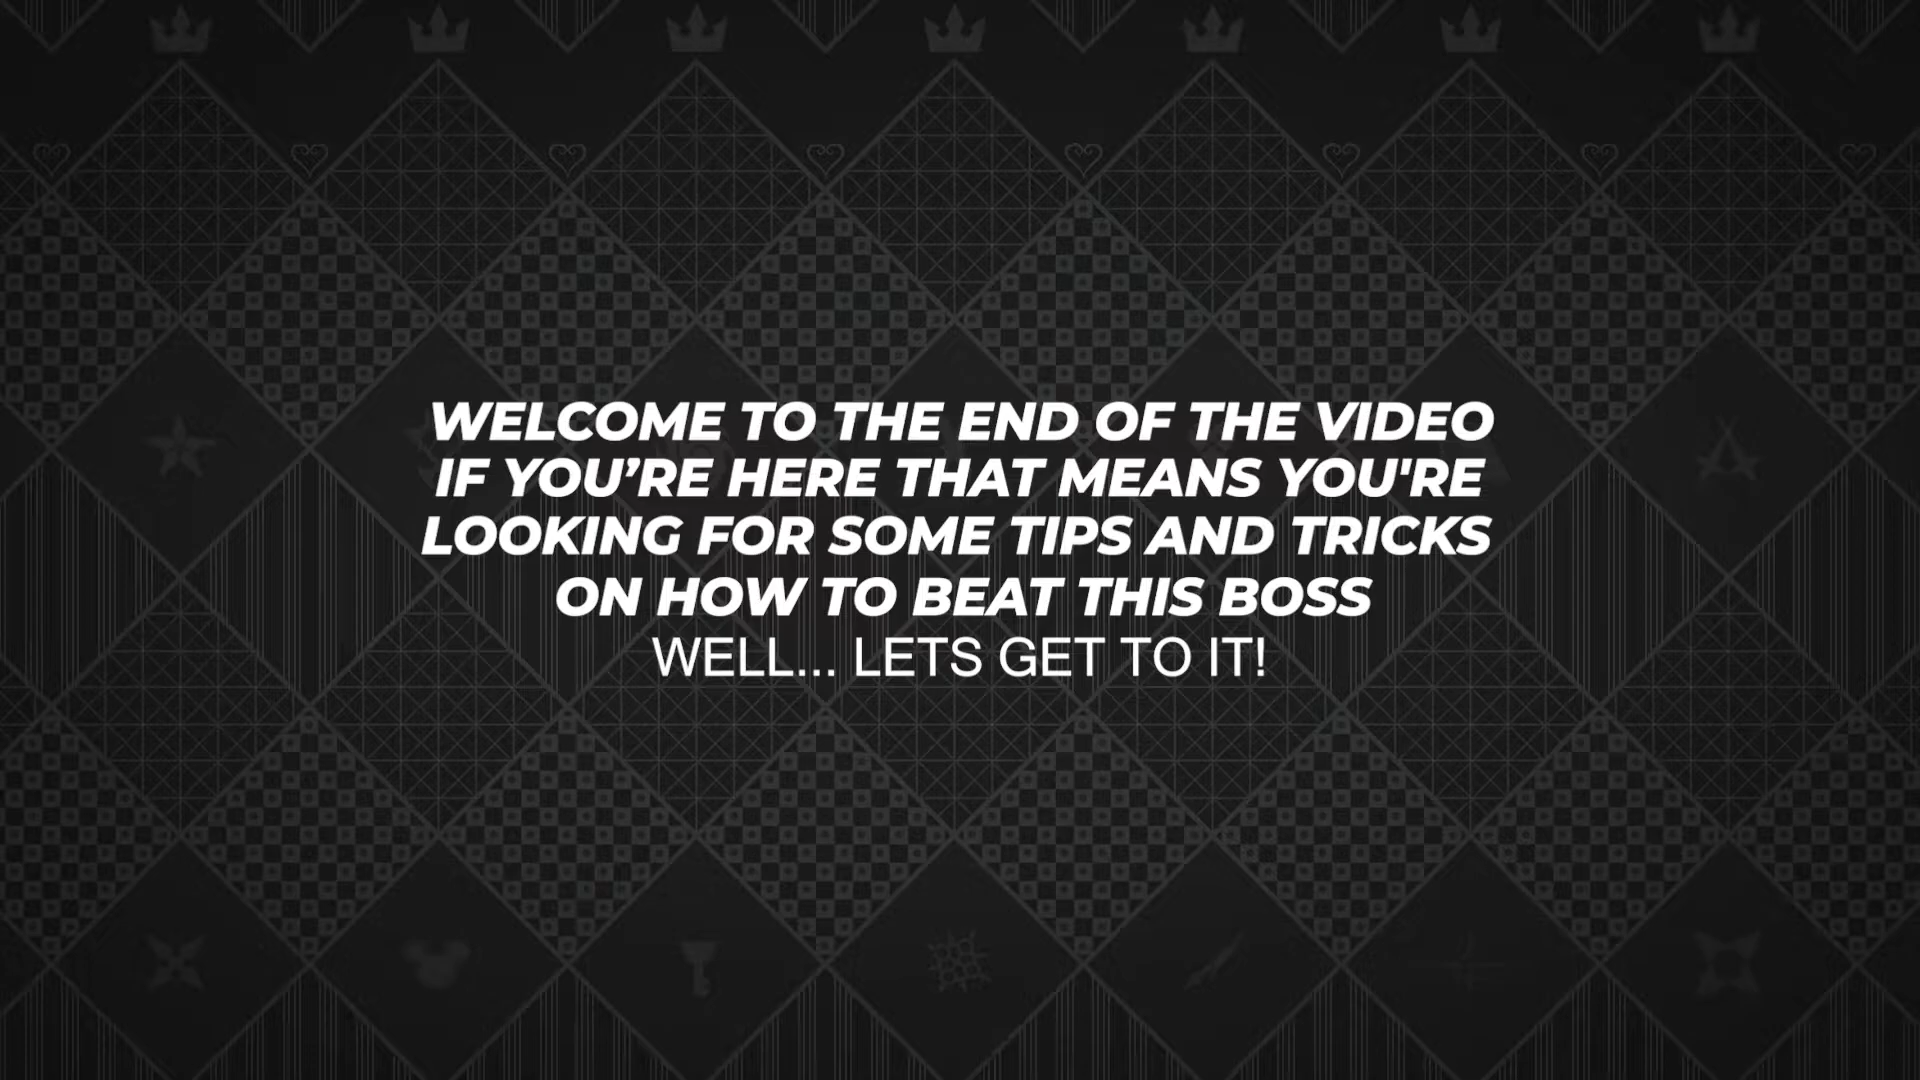 WELCOME TO THE END OF THE VIDEO
IF YOU’RE HERE THAT MEANS YOU'RE
LOOKING FOR SOME TIPS AND TRICKS
ON HOW TO BEAT THIS BOSS
WELL... LETS GET TO IT!